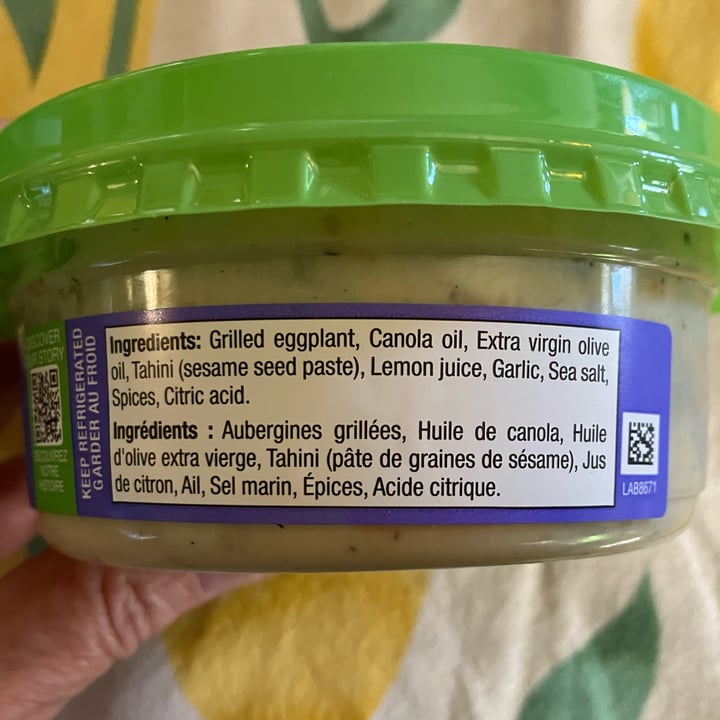 DISCOVER
STORY
DÉCOUVREZ
NOTRE
HISTOIRE
KEEP REFRIGERATED
GARDER AU FROID
Ingredients: Grilled eggplant, Canola oil, Extra virgin olive
oil, Tahini (sesame seed paste), Lemon juice, Garlic, Sea salt,
Spices, Citric acid.
Ingrédients : Aubergines grillées, Huile de canola, Huile
d'olive extra vierge, Tahini (pâte de graines de sésame), Jus
de citron, Ail, Sel marin, Épices, Acide citrique.
LAB8671